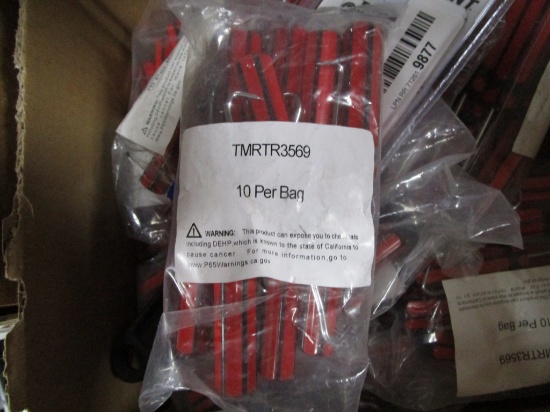 TMRTR3569
10 Per Bag
WARNING: This product can expose you to chemicals
including DEHP,which is known to the state of California to
cause cancer. For more information,go to
www.P65Warnings.ca.gov
9877
10 Per Bag
MRTR3569